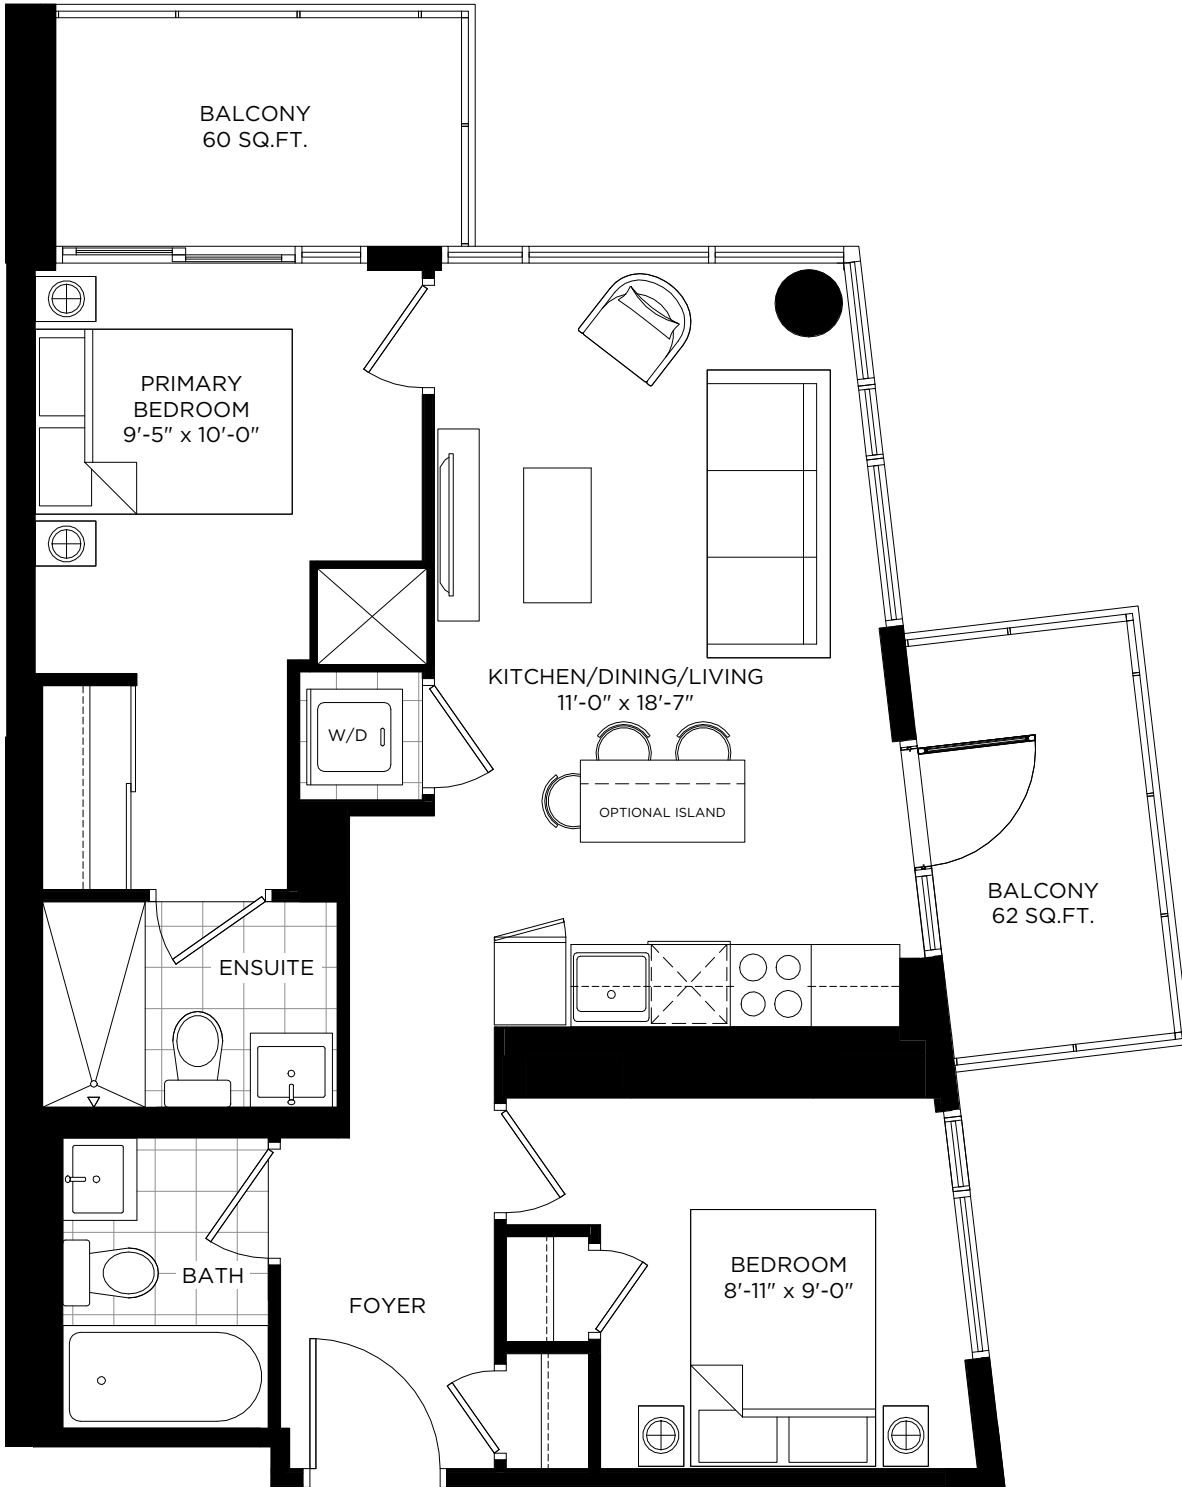 BALCONY
60 SQ.FT.
PRIMARY
BEDROOM
9'-5" x 10'-0"
KITCHEN/DINING/LIVING
11'-0" x 18'-7"
W/D
OPTIONAL ISLAND
BALCONY
62 SQ.FT.
ENSUITE
BATH
FOYER
BEDROOM
8'-11" x 9'-0"